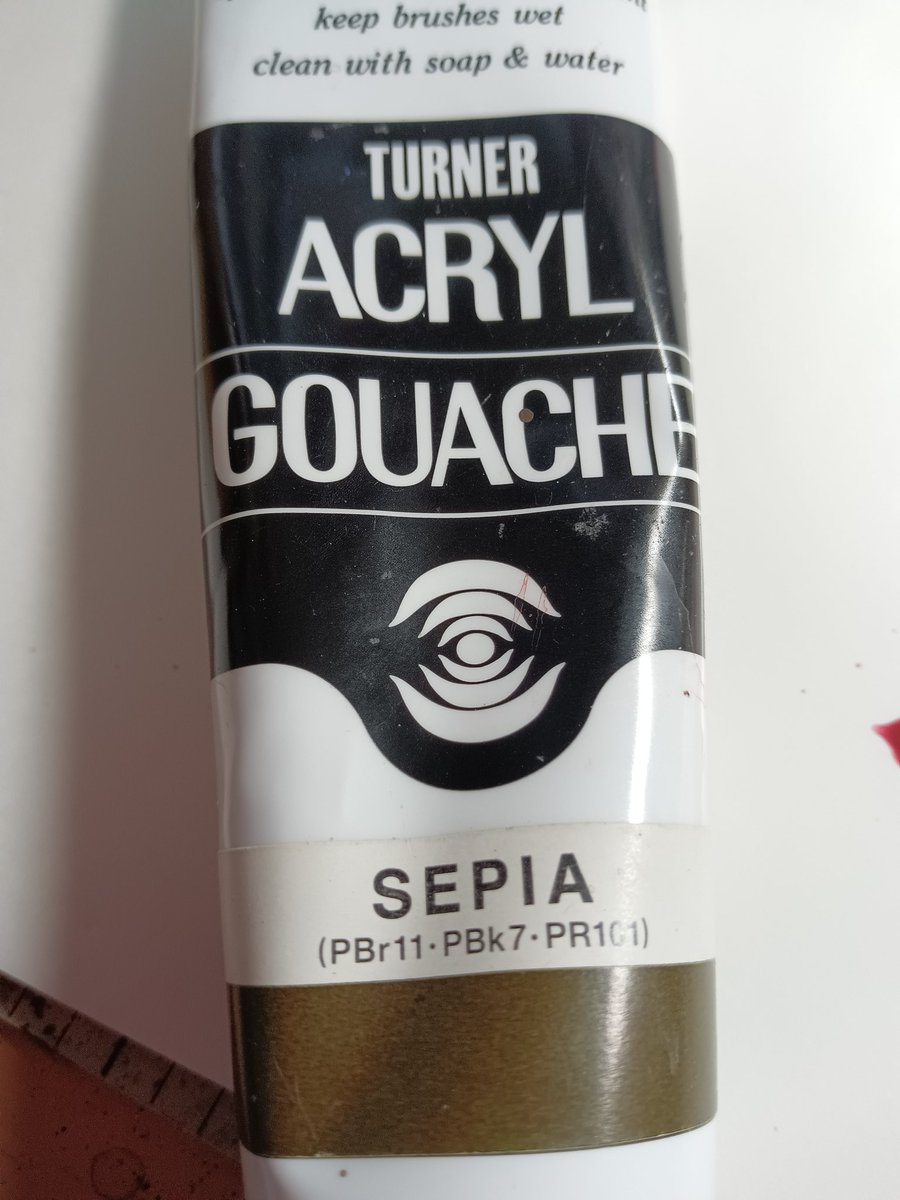 keep brushes wet
clean with soap & water
TURNER
ACRYL
GOUACHE
SEPIA
(PBr11·PBk7·PR101)